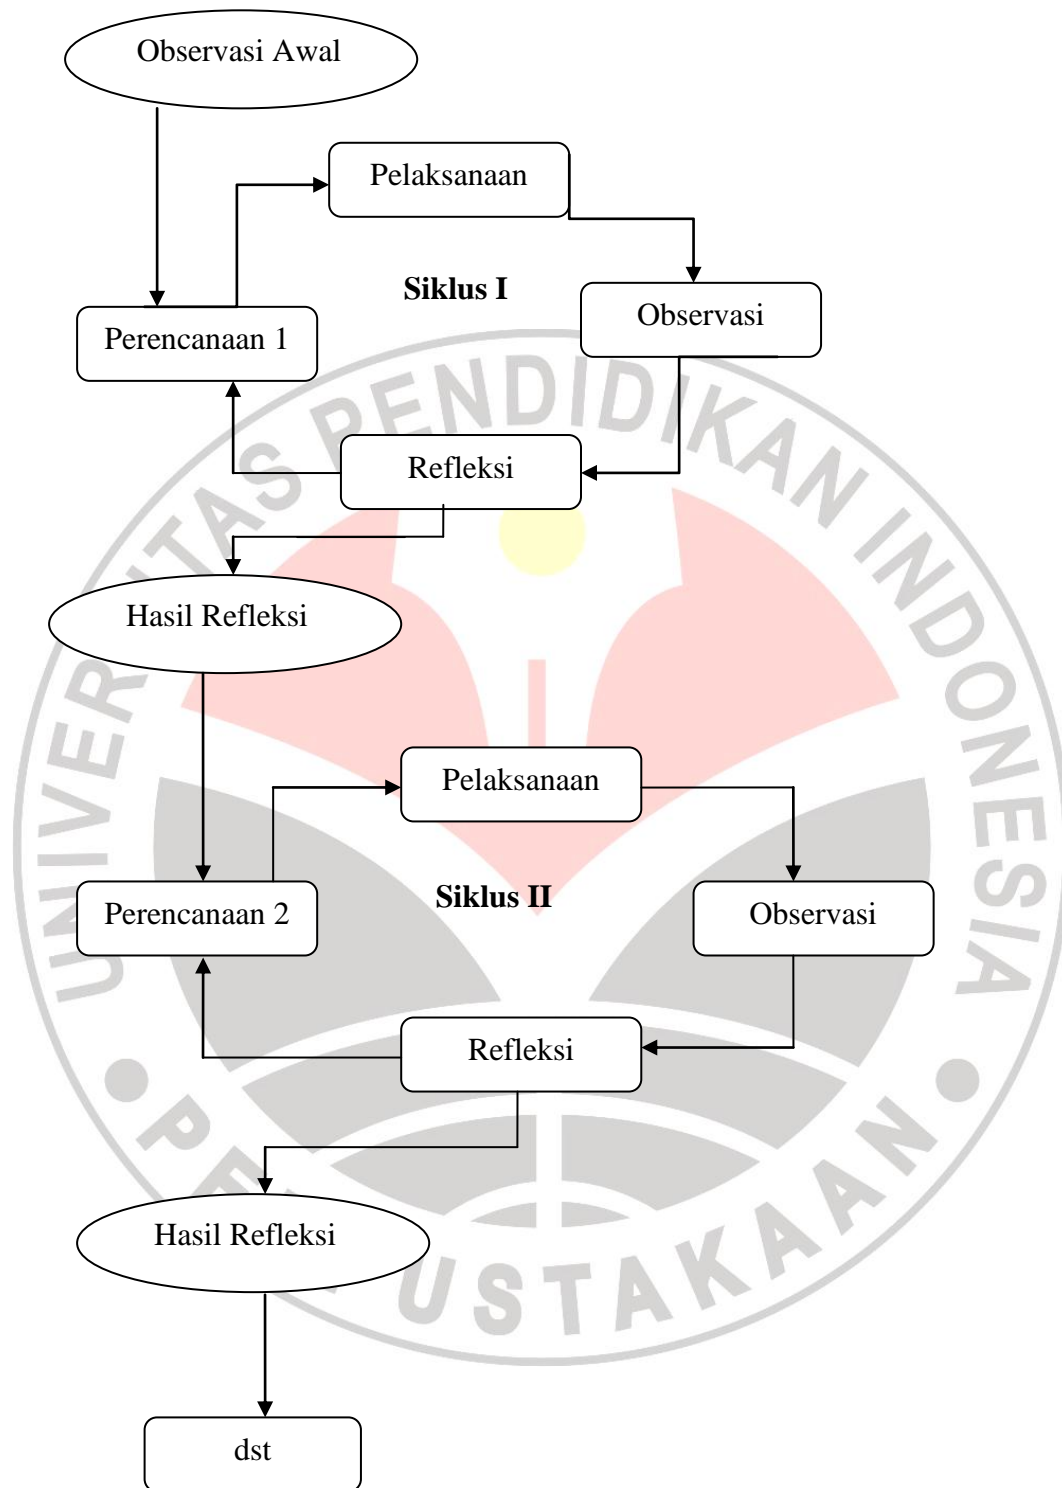 Observasi Awal
Pelaksanaan
Siklus I
Observasi
Perencanaan 1
Refleksi
Hasil Refleksi
Pelaksanaan
Siklus II
Perencanaan 2
Observasi
Refleksi
Hasil Refleksi
dst
UNIVERSITAS PENDIDIKAN INDONESIA
PERPUSTAKAAN